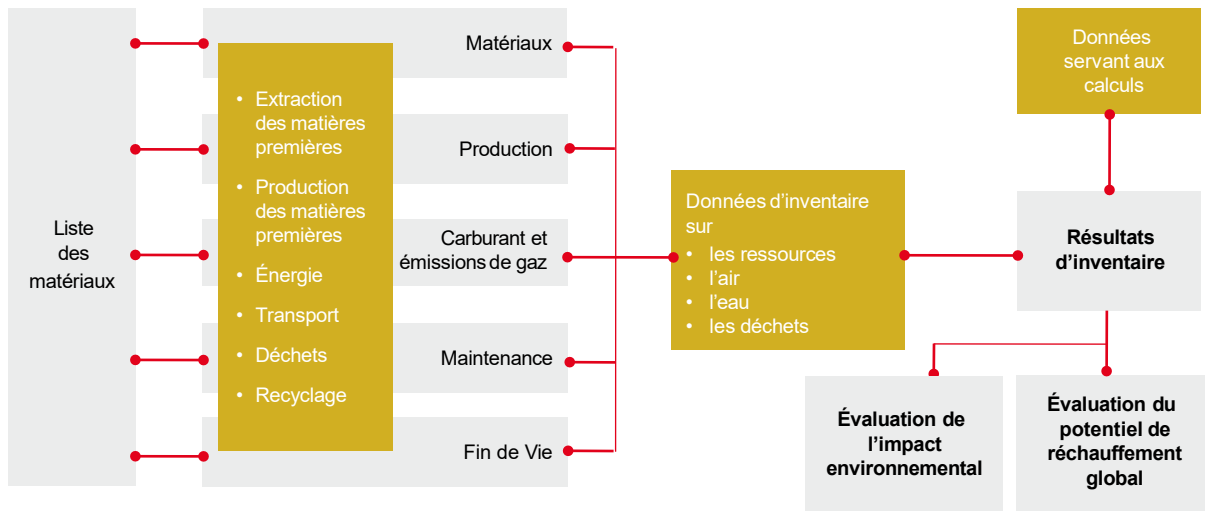 Liste
des
matériaux
• Extraction
des matières
premières
• Production
des matières
premières
• Énergie
• Transport
• Déchets
• Recyclage
Matériaux
Production
Carburant et
émissions de gaz
Maintenance
Fin de Vie
Données d'inventaire
sur
• les ressources
• l'air
• l'eau
• les déchets
Données
servant aux
calculs
Résultats
d'inventaire
Évaluation de
l'impact
environnemental
Évaluation du
potentiel de
réchauffement
global